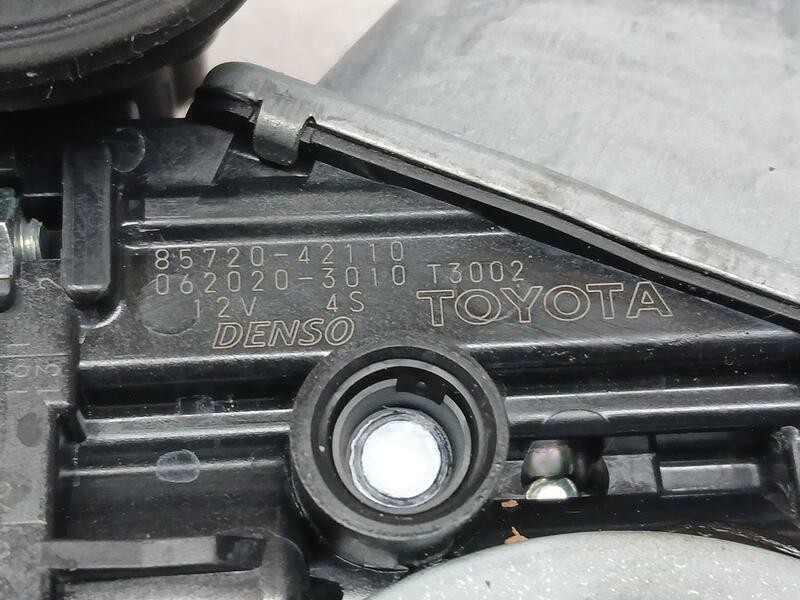 85720-42110
062020-3010 T3002
12V 4S
DENSO TOYOTA